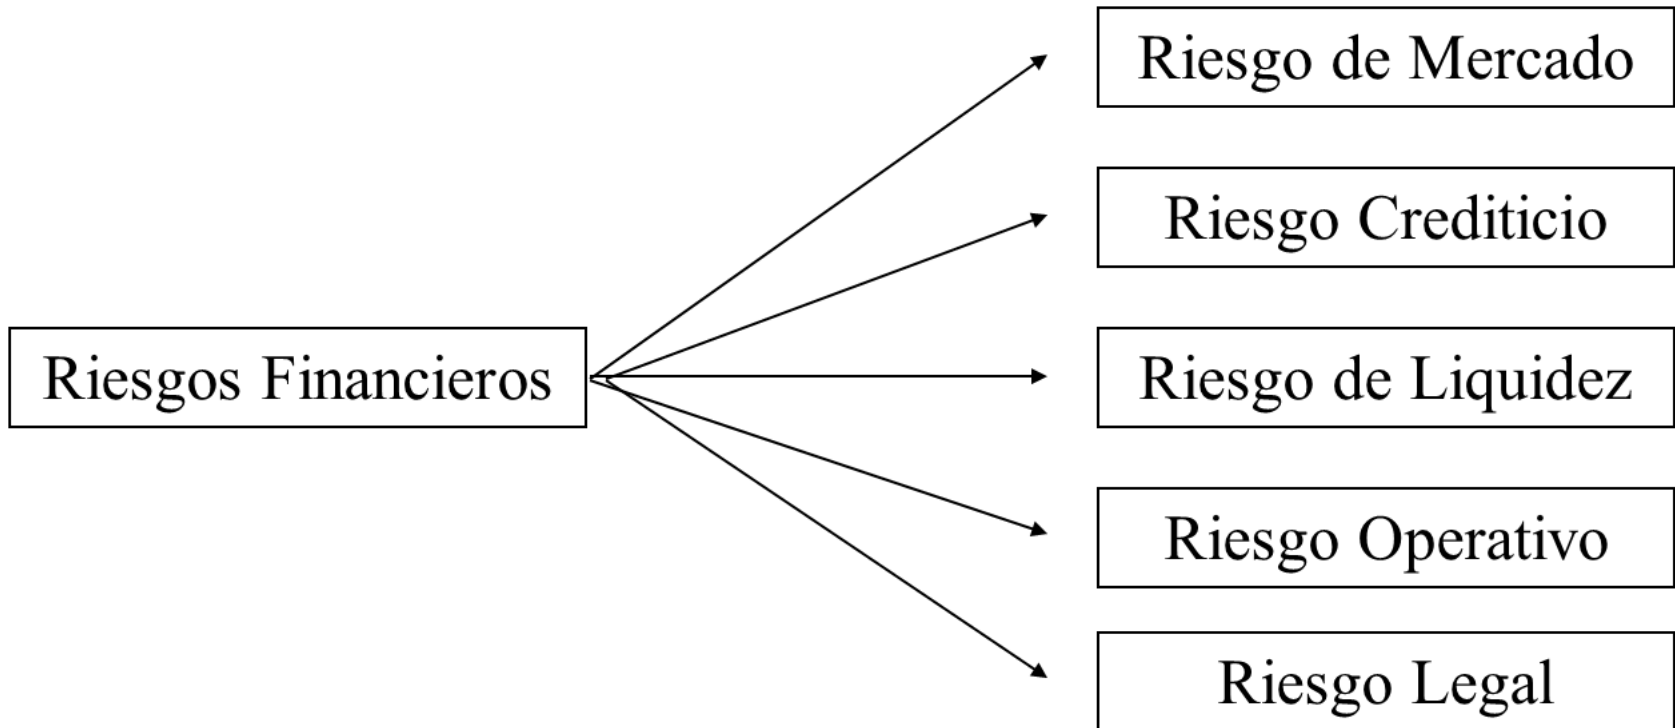 Riesgos Financieros
Riesgo de Mercado
Riesgo Crediticio
Riesgo de Liquidez
Riesgo Operativo
Riesgo Legal